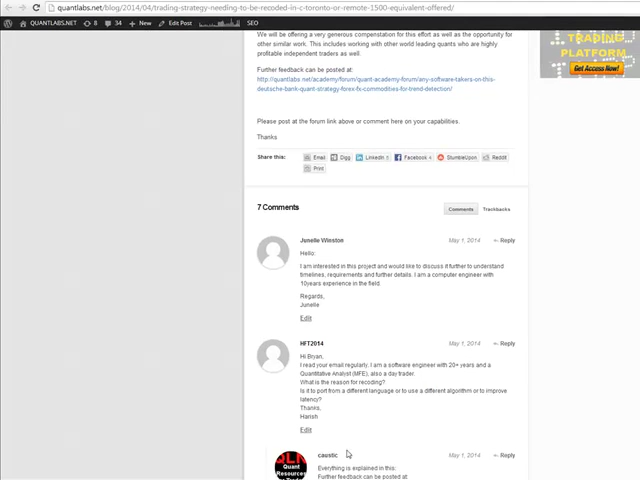 quantlabs.net/blog/2014/04/trading-strategy-needing-to-be-recoded-in-c-toronto-or-remote-1500-equivalent-offered/
QUANTLABS.NET 8 34 + New Edit Post SEO
We will be offering a very generous compensation for this effort as well as the opportunity for
other similar work. This includes working with other world leading quants who are highly
profitable independent traders as well.
TRADING
PLATFORM
Get Access Now!
Further feedback can be posted at:
http://quantlabs.net/academy/forum/quant-academy-forum/any-software-takers-on-this-
deutsche-bank-quant-strategy-forex-fx-commodities-for-trend-detection/
Please post at the forum link above or comment here on your capabilities.
Thanks
Share this: Email Digg LinkedIn Facebook 4 StumbleUpon Reddit
Print
7 Comments
Comments Trackbacks
Junelle Winston May 1, 2014 Reply
Hello:
I am interested in this project and would like to discuss it further to understand
timelines, requirements and further details. I am a computer engineer with
10years experience in the field.
Regards,
Junelle
Edit
HFT2014 May 1, 2014 Reply
Hi Bryan,
I read your email regularly. I am a software engineer with 20+ years and a
Quantitative Analyst (MFE), also a day trader.
What is the reason for recoding?
Is it to port from a different language or to use a different algorithm or to improve
latency?
Thanks,
Harish
Edit
caustic May 1, 2014 Reply
Everything is explained in this:
Further feedback can be posted at:
Quant
Resources